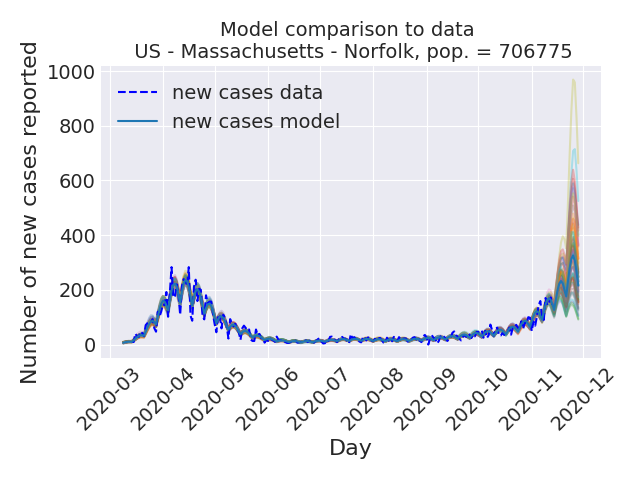 Model comparison to data
US - Massachusetts - Norfolk, pop. = 706775
Number of new cases reported
1000
800
600
400
200
0
new cases data
new cases model
2020-03
2020-04
2020-05
2020-06
2020-07
2020-08
2020-09
2020-10
2020-11
2020-12
Day